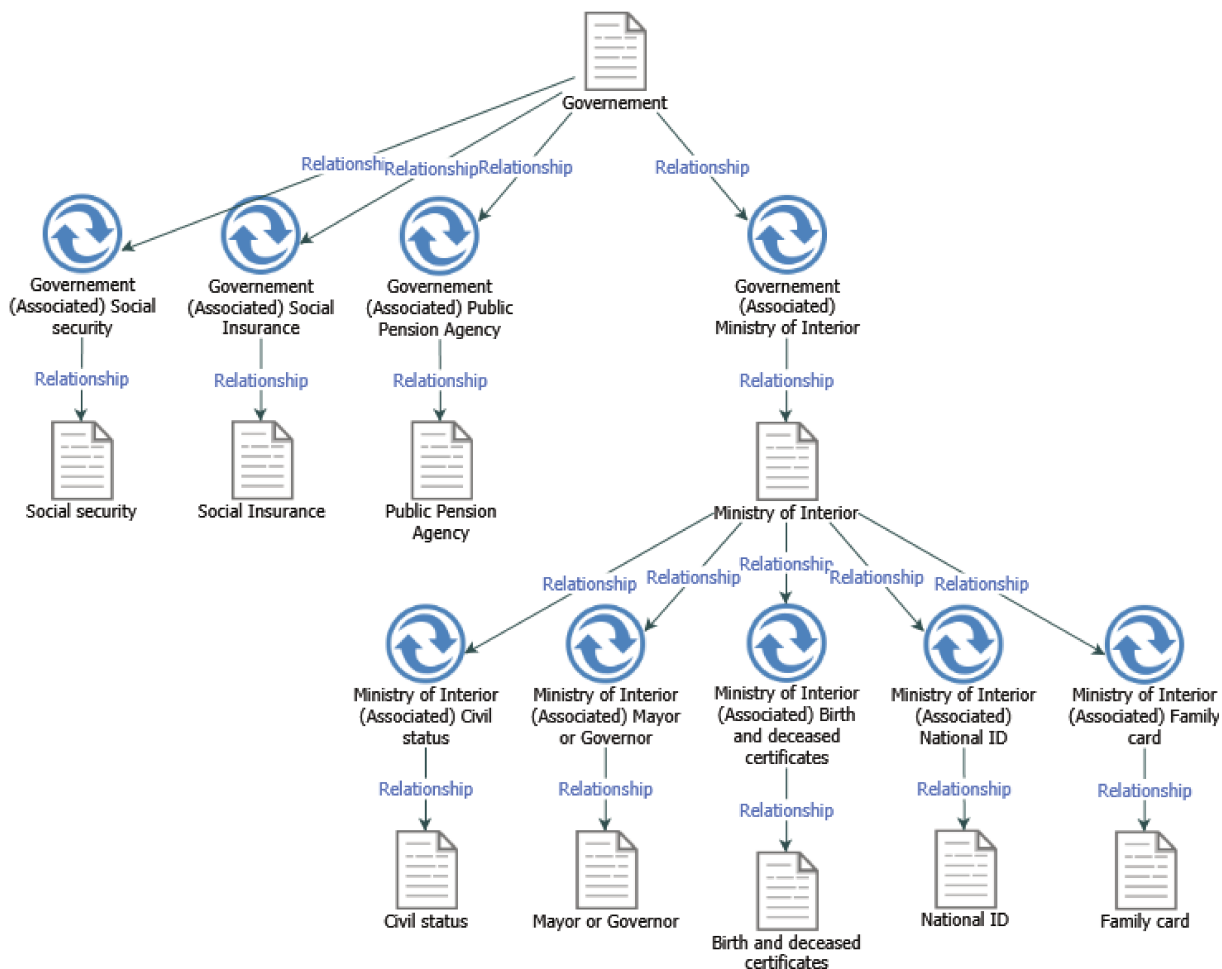 Governement
Relationship
Relationship
Relationship
Relationship
Governement
(Associated) Social
security
Governement
(Associated) Social
Insurance
Governement
(Associated) Public
Pension Agency
Governement
(Associated)
Ministry of Interior
Relationship
Relationship
Relationship
Relationship
Social security
Social Insurance
Public Pension
Agency
Ministry of Interior
Relationship
Relationship
Relationship
Relationship
Relationship
Ministry of Interior
(Associated) Civil
status
Ministry of Interior
(Associated) Mayor
or Governor
Ministry of Interior
(Associated) Birth
and deceased
certificates
Ministry of Interior
(Associated)
National ID
Ministry of Interior
(Associated) Family
card
Relationship
Relationship
Relationship
Relationship
Relationship
Civil status
Mayor or Governor
Birth and deceased
certificates
National ID
Family card